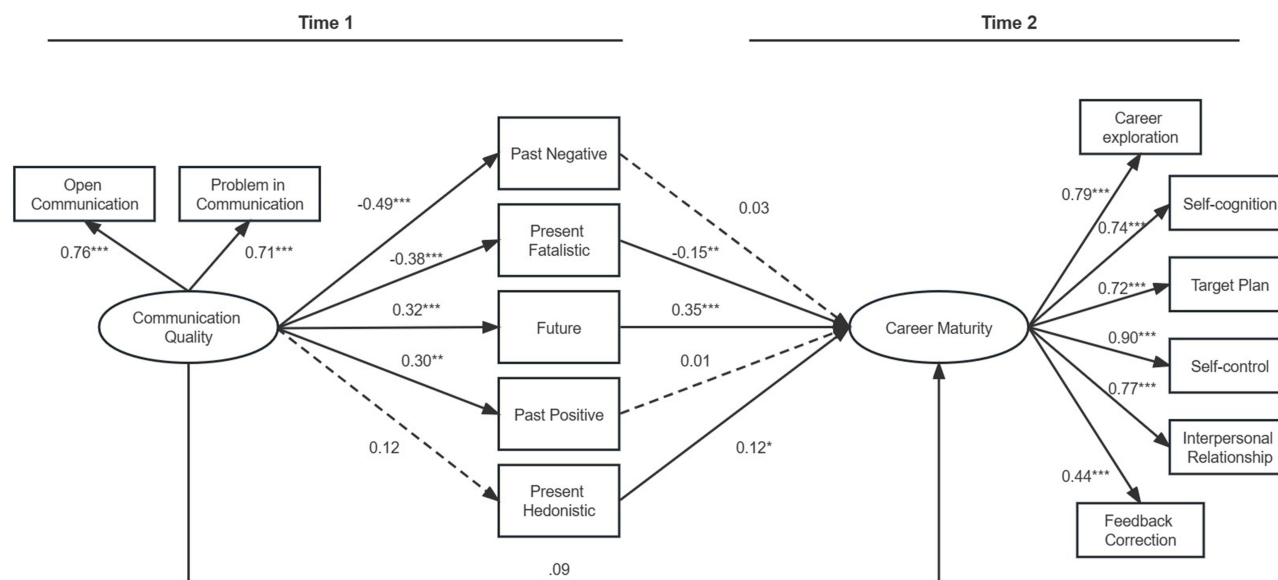 Time 1
Time 2
Open
Communication
Problem in
Communication
0.76***
0.71***
Communication
Quality
-0.49***
-0.38***
0.32***
0.30**
0.12
Past Negative
Present
Fatalistic
Future
Past Positive
Present
Hedonistic
0.03
-0.15**
0.35***
0.01
0.12*
.09
Career Maturity
0.79***
0.74***
0.72***
0.90***
0.77***
0.44***
Career
exploration
Self-cognition
Target Plan
Self-control
Interpersonal
Relationship
Feedback
Correction